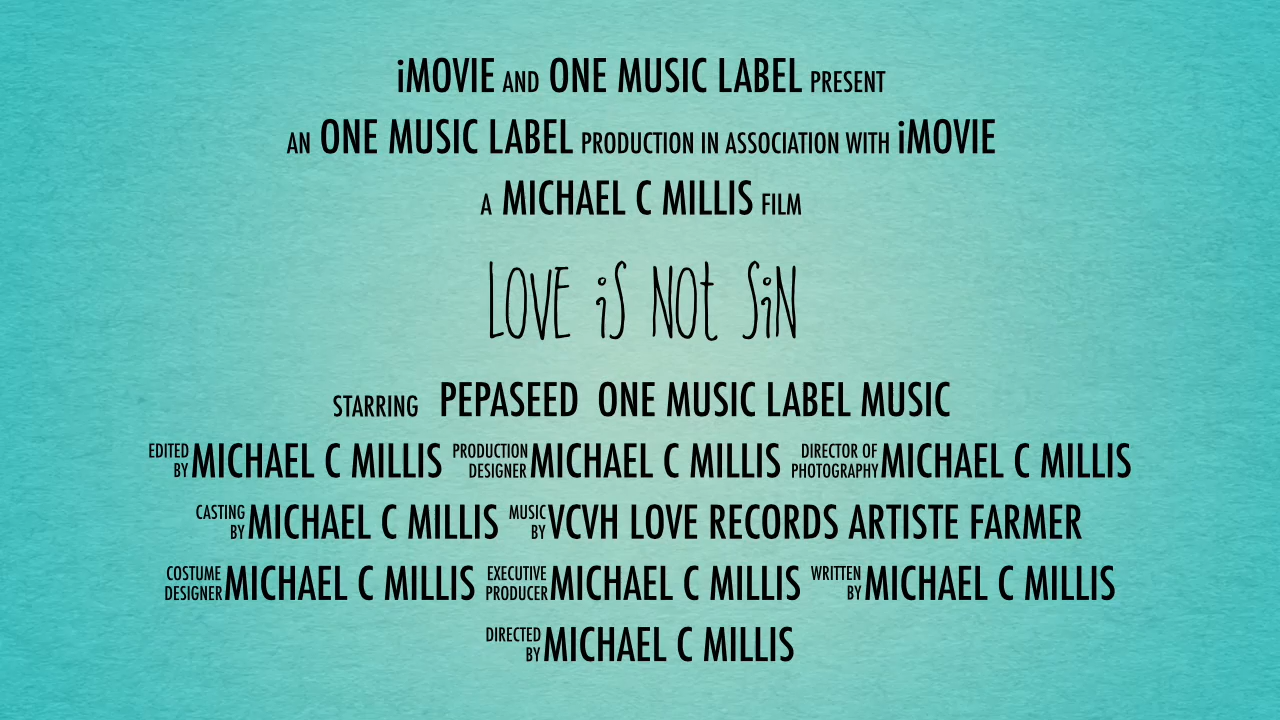 iMOVIE AND ONE MUSIC LABEL PRESENT
AN ONE MUSIC LABEL PRODUCTION IN ASSOCIATION WITH iMOVIE
A MICHAEL C MILLIS FILM
LOVE iS NOt SiN
STARRING PEPASEED ONE MUSIC LABEL MUSIC
EDITED BY MICHAEL C MILLIS PRODUCTION DESIGNER MICHAEL C MILLIS DIRECTOR OF PHOTOGRAPHY MICHAEL C MILLIS
CASTING BY MICHAEL C MILLIS MUSIC BY VCVH LOVE RECORDS ARTISTE FARMER
COSTUME DESIGNER MICHAEL C MILLIS EXECUTIVE PRODUCER MICHAEL C MILLIS WRITTEN BY MICHAEL C MILLIS
DIRECTED BY MICHAEL C MILLIS